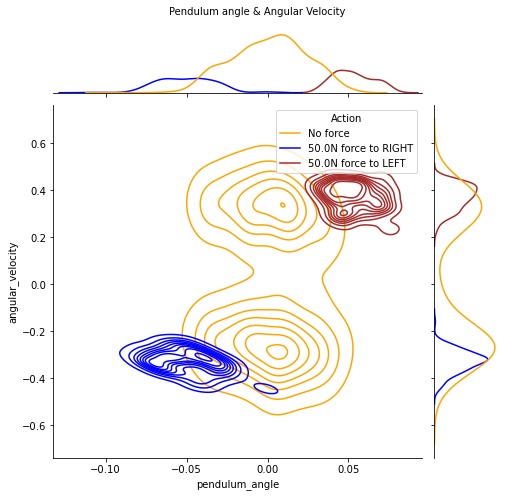 Pendulum angle & Angular Velocity
Action
No force
50.0N force to RIGHT
50.0N force to LEFT
0.6
0.4
0.2
0.0
−0.2
−0.4
−0.6
angular_velocity
−0.10
−0.05
0.00
0.05
pendulum_angle